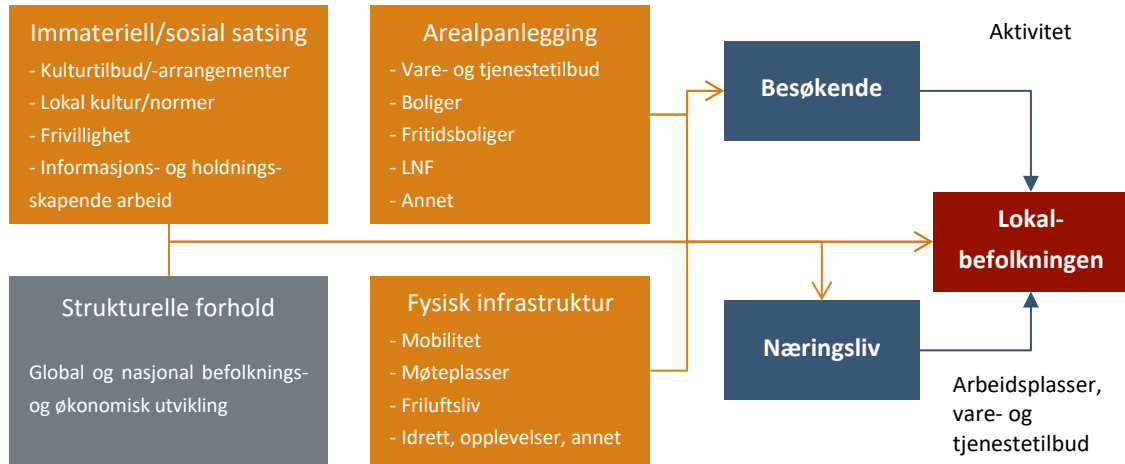 Immateriell/sosial satsing
- Kulturtilbud/-arrangementer
- Lokal kultur/normer
- Frivillighet
- Informasjons- og holdnings-
skapende arbeid
Arealpanlegging
- Vare- og tjenestetilbud
- Boliger
- Fritidsboliger
- LNF
- Annet
Besøkende
Aktivitet
Lokal-
befolkningen
Strukturelle forhold
Global og nasjonal befolknings-
og økonomisk utvikling
Fysisk infrastruktur
- Mobilitet
- Møteplasser
- Friluftsliv
- Idrett, opplevelser, annet
Næringsliv
Arbeidsplasser,
vare- og
tjenestetilbud